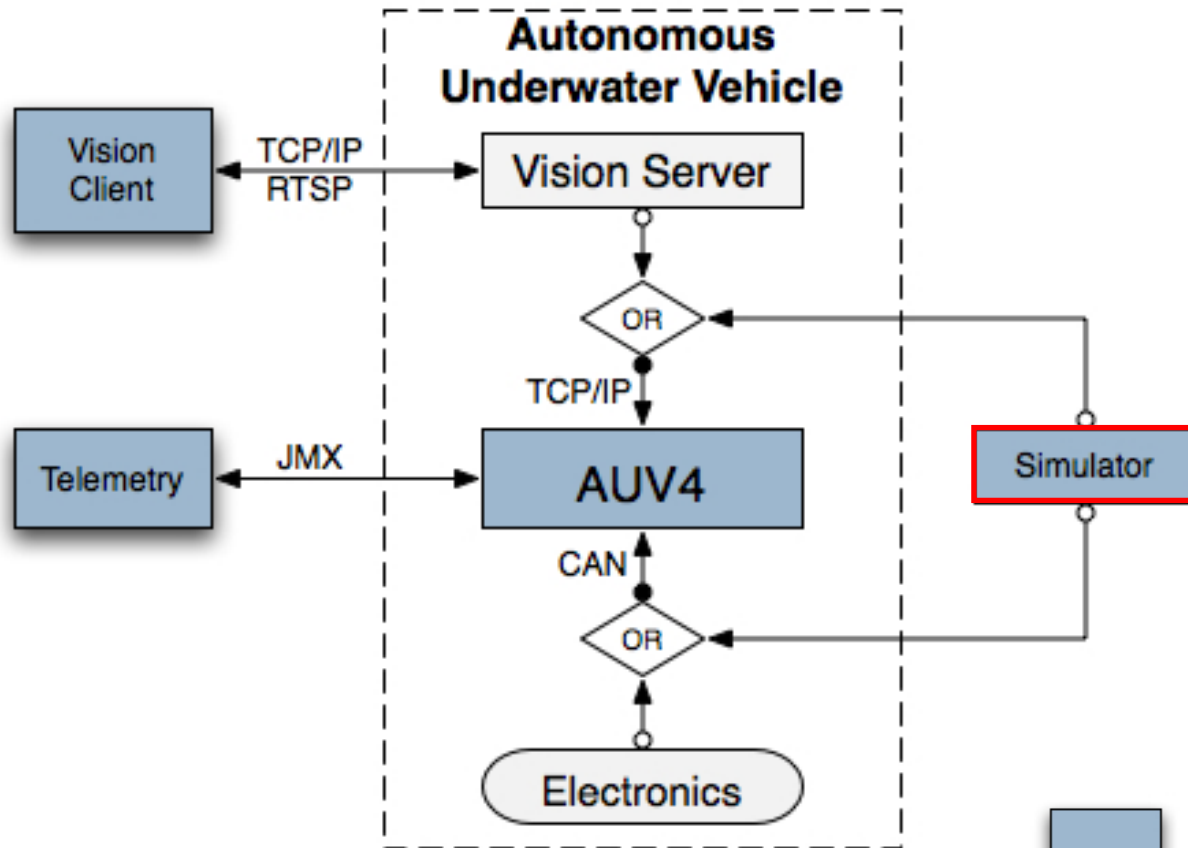 Autonomous
Underwater Vehicle
Vision
Client
TCP/IP
RTSP
Vision Server
OR
TCP/IP
Telemetry
JMX
AUV4
Simulator
CAN
OR
Electronics